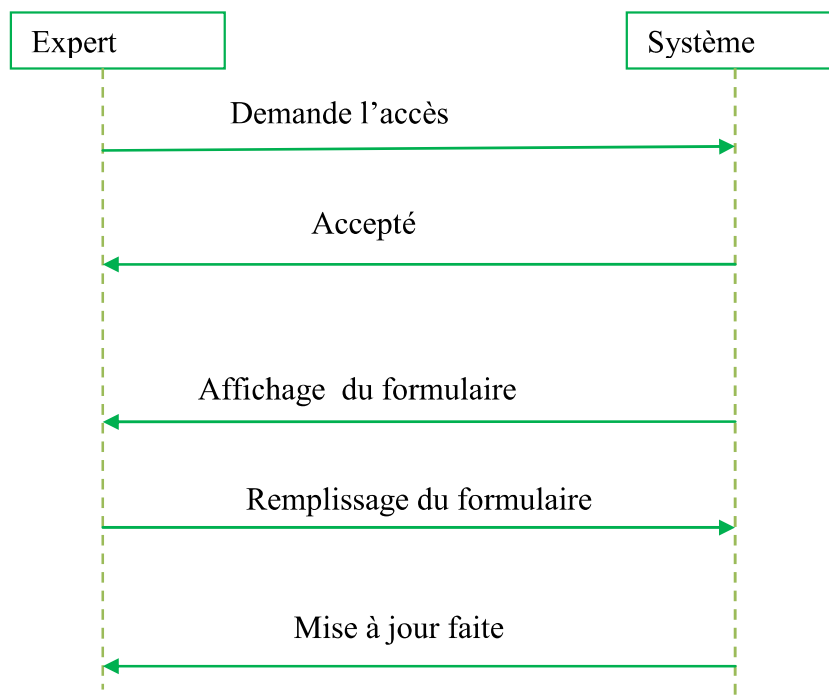 Expert
Système
Demande l’accès
Accepté
Affichage  du formulaire
Remplissage du formulaire
Mise à jour faite